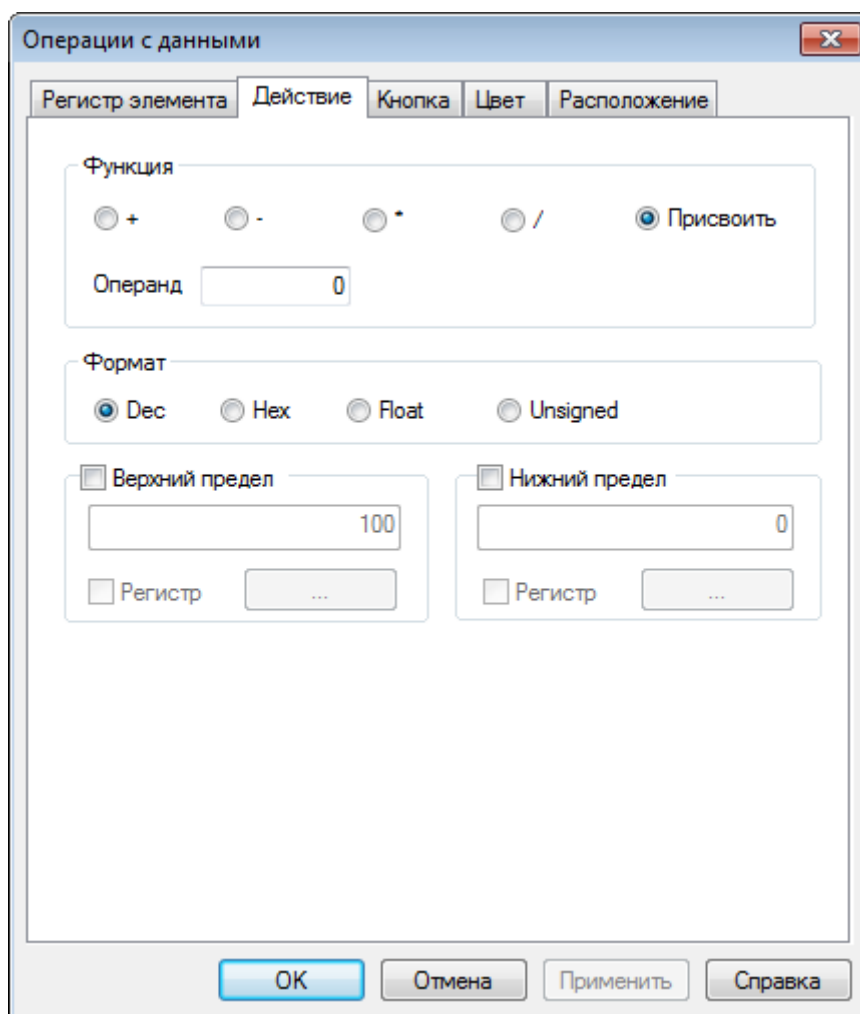 Операции с данными
Регистр элемента Действие Кнопка Цвет Расположение
Функция
+ - * / Присвоить
Операнд 0
Формат
Dec Hex Float Unsigned
Верхний предел Нижний предел
100 0
Регистр ... Регистр ...
OK Отмена Применить Справка